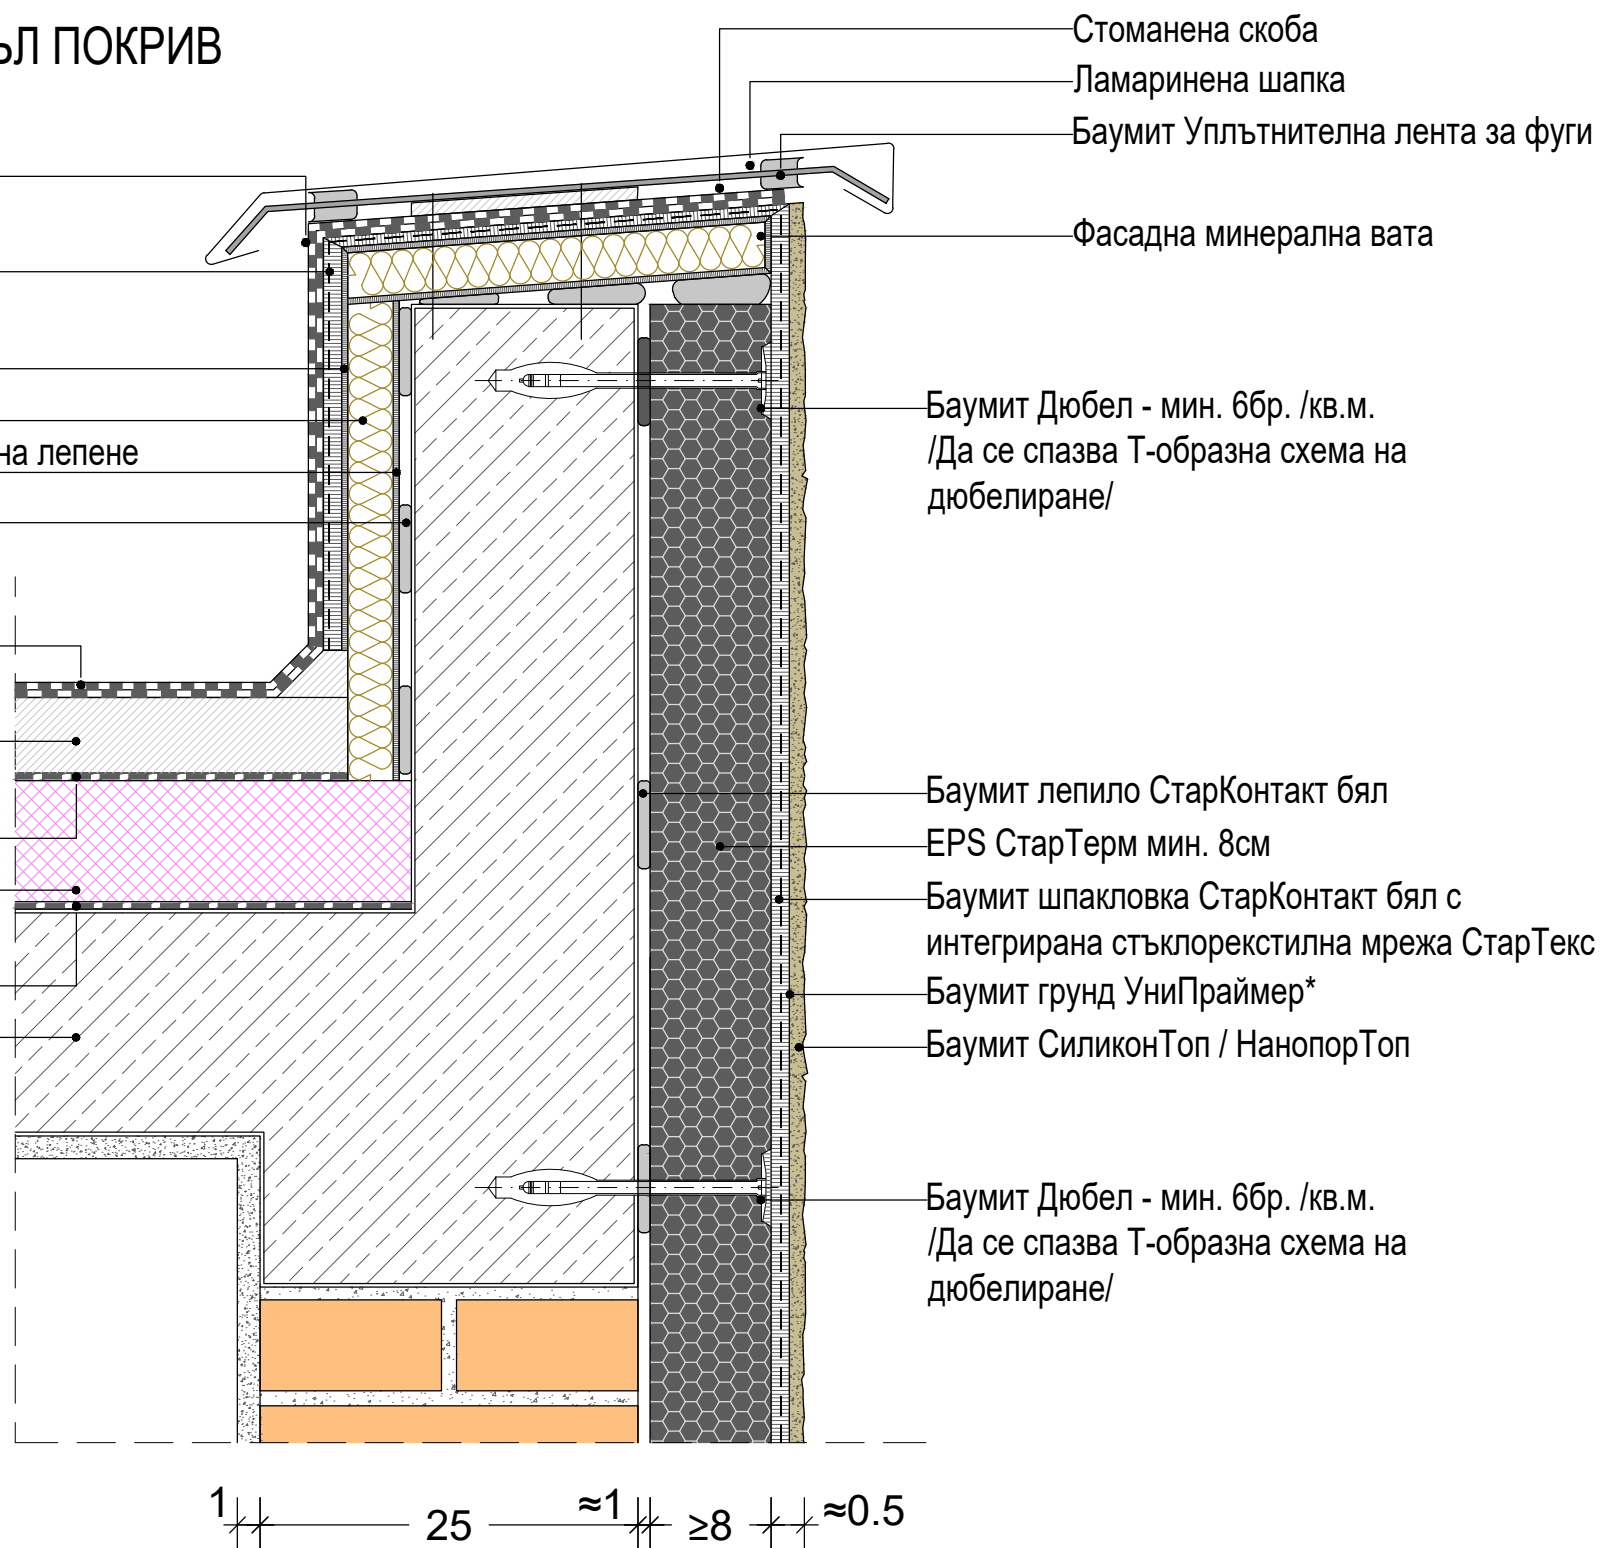 ЪЛ ПОКРИВ
Стоманена скоба
Ламаринена шапка
Баумит Уплътнителна лента за фуги
Фасадна минерална вата
Баумит Дюбел - мин. 6бр. /кв.м.
/Да се спазва Т-образна схема на
дюбелиране/
на лепене
Баумит лепило СтарКонтакт бял
EPS СтарТерм мин. 8см
Баумит шпакловка СтарКонтакт бял с
интегрирана стъклорекстилна мрежа СтарТекс
Баумит грунд УниПраймер*
Баумит СиликонТоп / НанопорТоп
Баумит Дюбел - мин. 6бр. /кв.м.
/Да се спазва Т-образна схема на
дюбелиране/
1 25 ≈1 ≥8 ≈0.5